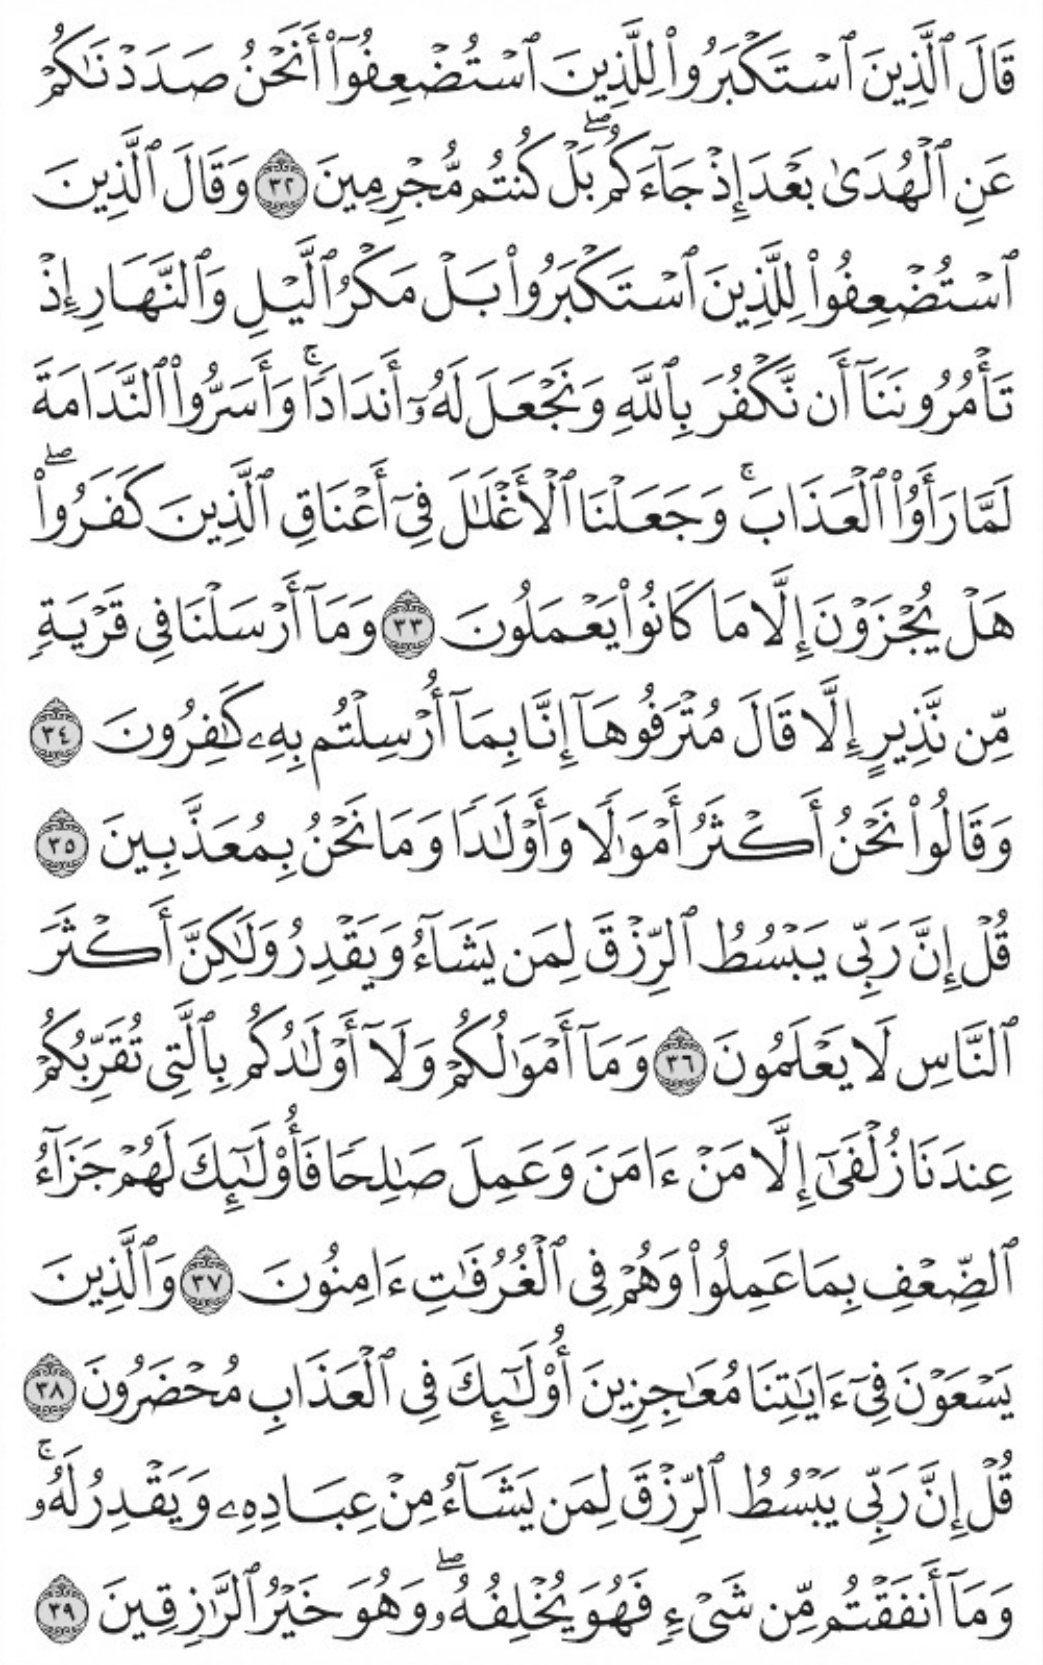 قَالَ ٱلَّذِينَ ٱسۡتَكۡبَرُواْ لِلَّذِينَ ٱسۡتُضۡعِفُوٓاْ أَنَحۡنُ صَدَدۡنَٰكُمۡ
عَنِ ٱلۡهُدَىٰ بَعۡدَ إِذۡ جَآءَكُمۖ بَلۡ كُنتُم مُّجۡرِمِينَ ٣٢ وَقَالَ ٱلَّذِينَ
ٱسۡتُضۡعِفُواْ لِلَّذِينَ ٱسۡتَكۡبَرُواْ بَلۡ مَكۡرُ ٱلَّيۡلِ وَٱلنَّهَارِ إِذۡ
تَأۡمُرُونَنَآ أَن نَّكۡفُرَ بِٱللَّهِ وَنَجۡعَلَ لَهُۥٓ أَندَادٗاۚ وَأَسَرُّواْ ٱلنَّدَامَةَ
لَمَّا رَأَوُاْ ٱلۡعَذَابَۚ وَجَعَلۡنَا ٱلۡأَغۡلَٰلَ فِيٓ أَعۡنَاقِ ٱلَّذِينَ كَفَرُواْۖ
هَلۡ يُجۡزَوۡنَ إِلَّا مَا كَانُواْ يَعۡمَلُونَ ٣٣ وَمَآ أَرۡسَلۡنَا فِي قَرۡيَةٖ
مِّن نَّذِيرٍ إِلَّا قَالَ مُتۡرَفُوهَآ إِنَّا بِمَآ أُرۡسِلۡتُم بِهِۦ كَٰفِرُونَ ٣٤
وَقَالُواْ نَحۡنُ أَكۡثَرُ أَمۡوَٰلٗا وَأَوۡلَٰدٗا وَمَا نَحۡنُ بِمُعَذَّبِينَ ٣٥
قُلۡ إِنَّ رَبِّي يَبۡسُطُ ٱلرِّزۡقَ لِمَن يَشَآءُ وَيَقۡدِرُ وَلَٰكِنَّ أَكۡثَرَ
ٱلنَّاسِ لَا يَعۡلَمُونَ ٣٦ وَمَآ أَمۡوَٰلُكُمۡ وَلَآ أَوۡلَٰدُكُم بِٱلَّتِي تُقَرِّبُكُمۡ
عِندَنَا زُلۡفَىٰٓ إِلَّا مَنۡ ءَامَنَ وَعَمِلَ صَٰلِحٗا فَأُوْلَٰٓئِكَ لَهُمۡ جَزَآءُ
ٱلضِّعۡفِ بِمَا عَمِلُواْ وَهُمۡ فِي ٱلۡغُرُفَٰتِ ءَامِنُونَ ٣٧ وَٱلَّذِينَ
يَسۡعَوۡنَ فِيٓ ءَايَٰتِنَا مُعَٰجِزِينَ أُوْلَٰٓئِكَ فِي ٱلۡعَذَابِ مُحۡضَرُونَ ٣٨
قُلۡ إِنَّ رَبِّي يَبۡسُطُ ٱلرِّزۡقَ لِمَن يَشَآءُ مِنۡ عِبَادِهِۦ وَيَقۡدِرُ لَهُۥۚ
وَمَآ أَنفَقۡتُم مِّن شَيۡءٖ فَهُوَ يُخۡلِفُهُۥۖ وَهُوَ خَيۡرُ ٱلرَّٰزِقِينَ ٣٩